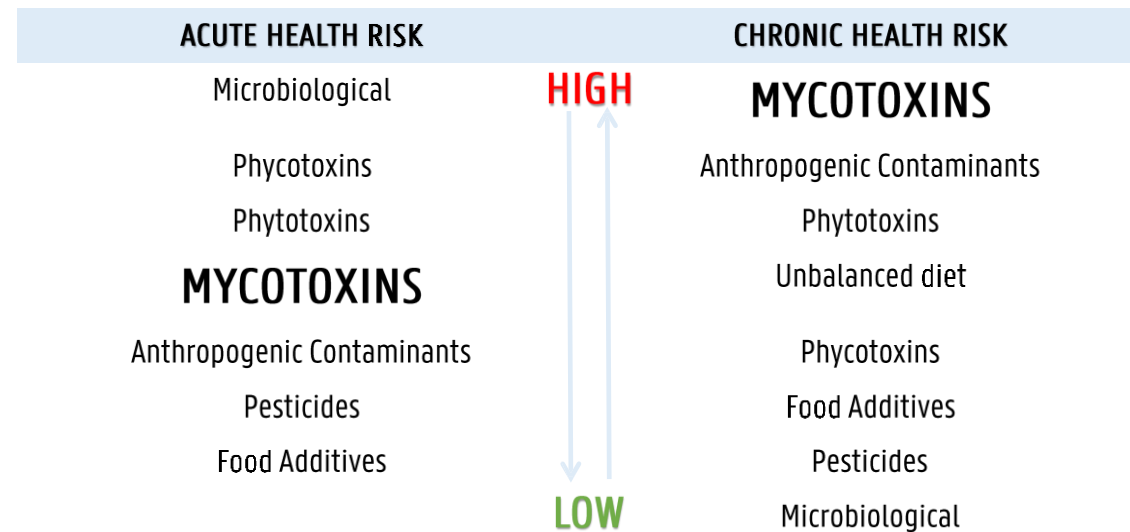 ACUTE HEALTH RISK
CHRONIC HEALTH RISK
Microbiological
HIGH
MYCOTOXINS
Phycotoxins
Anthropogenic Contaminants
Phytotoxins
Phytotoxins
MYCOTOXINS
Unbalanced diet
Anthropogenic Contaminants
Phycotoxins
Pesticides
Food Additives
Food Additives
Pesticides
LOW
Microbiological